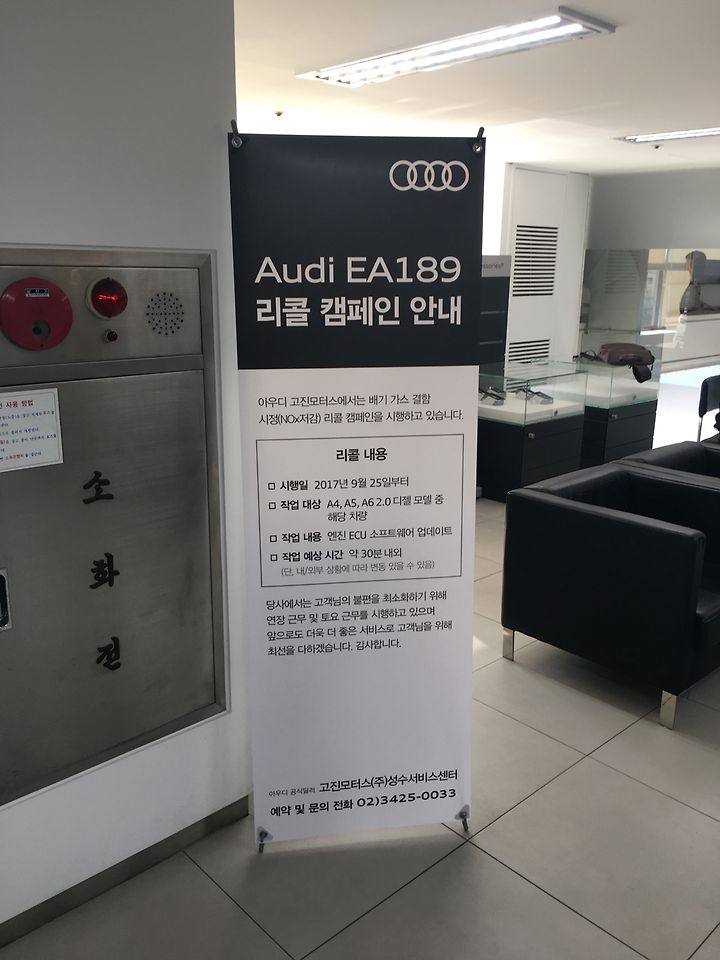 Audi EA189
리콜 캠페인 안내
아우디 고진모터스에서는 배기 가스 결함
시정(NOx저감) 리콜 캠페인을 시행하고 있습니다.
리콜 내용
시행일 2017년 9월 25일부터
작업 대상 A4, A5, A6 2.0 디젤 모델 중
해당 차량
작업 내용 엔진 ECU 소프트웨어 업데이트
작업 예상 시간 약 30분 내외
(단, 내/외부 상황에 따라 변동 있을 수 있음)
당사에서는 고객님의 불편을 최소화하기 위해
연장 근무 및 토요 근무를 시행하고 있으며
앞으로도 더욱 더 좋은 서비스로 고객님을 위해
최선을 다하겠습니다. 감사합니다.
아우디 공식딜러 고진모터스(주)성수서비스센터
예약 및 문의 전화 02)3425-0033
소
화
전
사용 방법